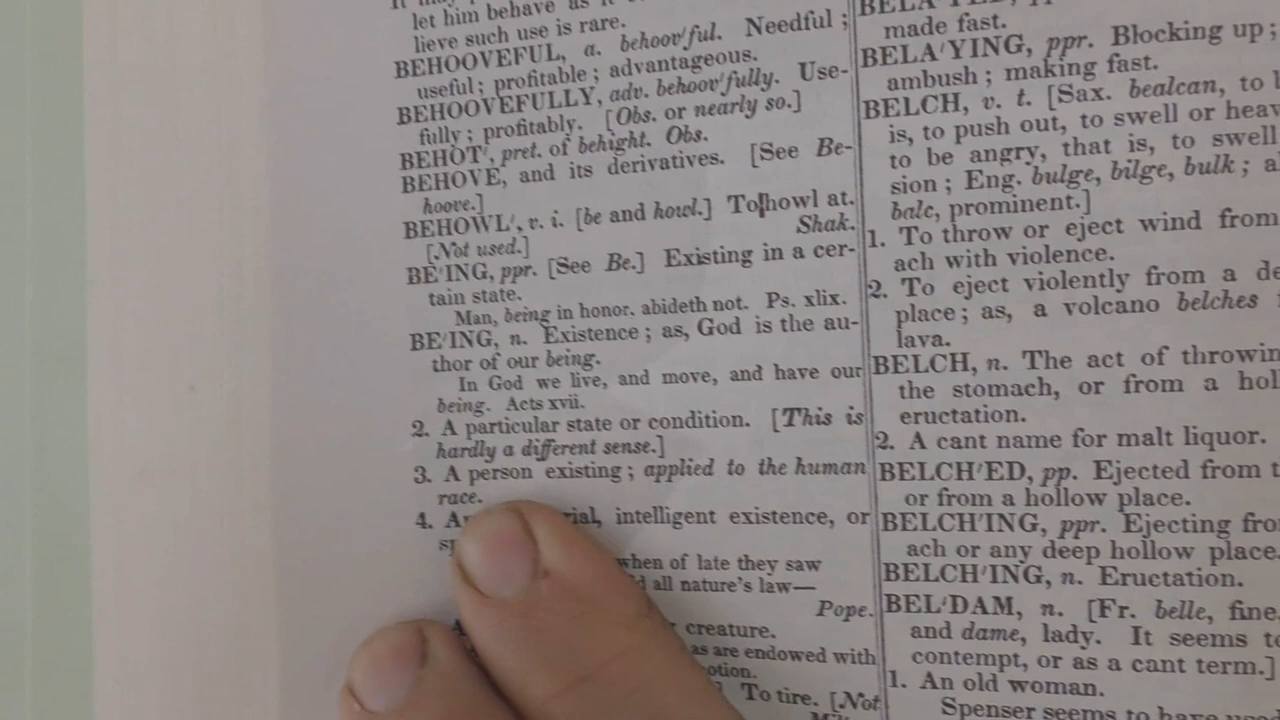 let him behave as it
lieve such use is rare.
BEHOOVEFUL, a. behoov'ful. Needful;
useful; profitable; advantageous.
BEHOOVEFULLY, adv. behoov'fully. Use-
fully; profitably. [Obs. or nearly so.]
BEHOT', pret. of behight. Obs.
BEHOVE, and its derivatives. [See Be-
hoove.]
BEHOWL', v. i. [be and howl.] To howl at.
[Not used.] Shak.
BE'ING, ppr. [See Be.] Existing in a cer-
tain state.
Man, being in honor, abideth not. Ps. xlix.
BE'ING, n. Existence; as, God is the au-
thor of our being.
In God we live, and move, and have our
being. Acts xvii.
2. A particular state or condition. [This is
hardly a different sense.]
3. A person existing; applied to the human
race.
4. intelligent existence, or
when of late they saw
all nature's law—
Pope.
creature.
as are endowed with
To tire. [Not
made fast.
BELA'YING, ppr. Blocking up;
ambush; making fast.
BELCH, v. t. [Sax. bealcan, to
is, to push out, to swell or
to be angry, that is, to swell
sion; Eng. bulge, bilge, bulk;
balc, prominent.]
1. To throw or eject wind from
ach with violence.
2. To eject violently from a
place; as, a volcano belches
lava.
BELCH, n. The act of
the stomach, or from a
eructation.
2. A cant name for malt liquor.
BELCH'ED, pp. Ejected from
or from a hollow place.
BELCH'ING, ppr. Ejecting
ach or any deep hollow place.
BELCH'ING, n. Eructation.
BEL'DAM, n. [Fr. belle, fine,
and dame, lady. It seems
contempt, or as a cant term.]
1. An old woman.
Spenser seems to have